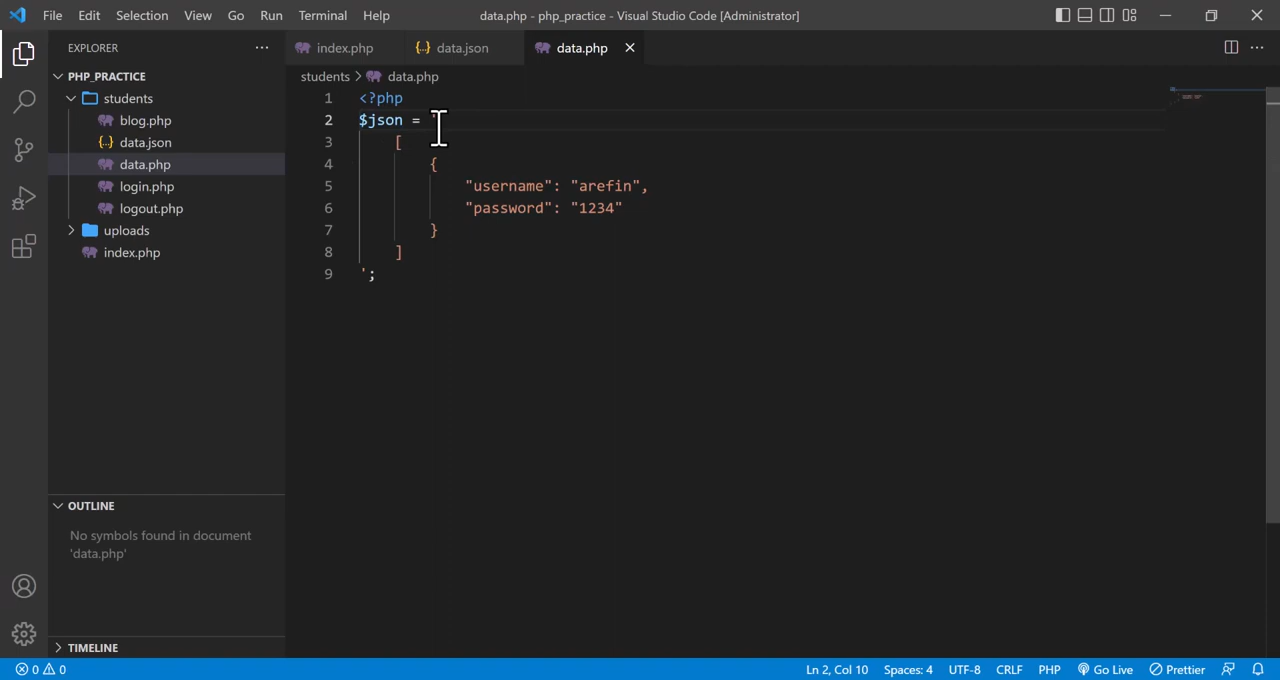 File Edit Selection View Go Run Terminal Help
data.php - php_practice - Visual Studio Code [Administrator]
EXPLORER
PHP_PRACTICE
students
blog.php
data.json
data.php
login.php
logout.php
uploads
index.php
OUTLINE
No symbols found in document
'data.php'
TIMELINE
index.php {..} data.json data.php
students > data.php
1 <?php
2 $json = '
3 [
4 {
5 "username": "arefin",
6 "password": "1234"
7 }
8 ]
9 ';
0 0 Ln 2, Col 10 Spaces: 4 UTF-8 CRLF PHP Go Live Prettier